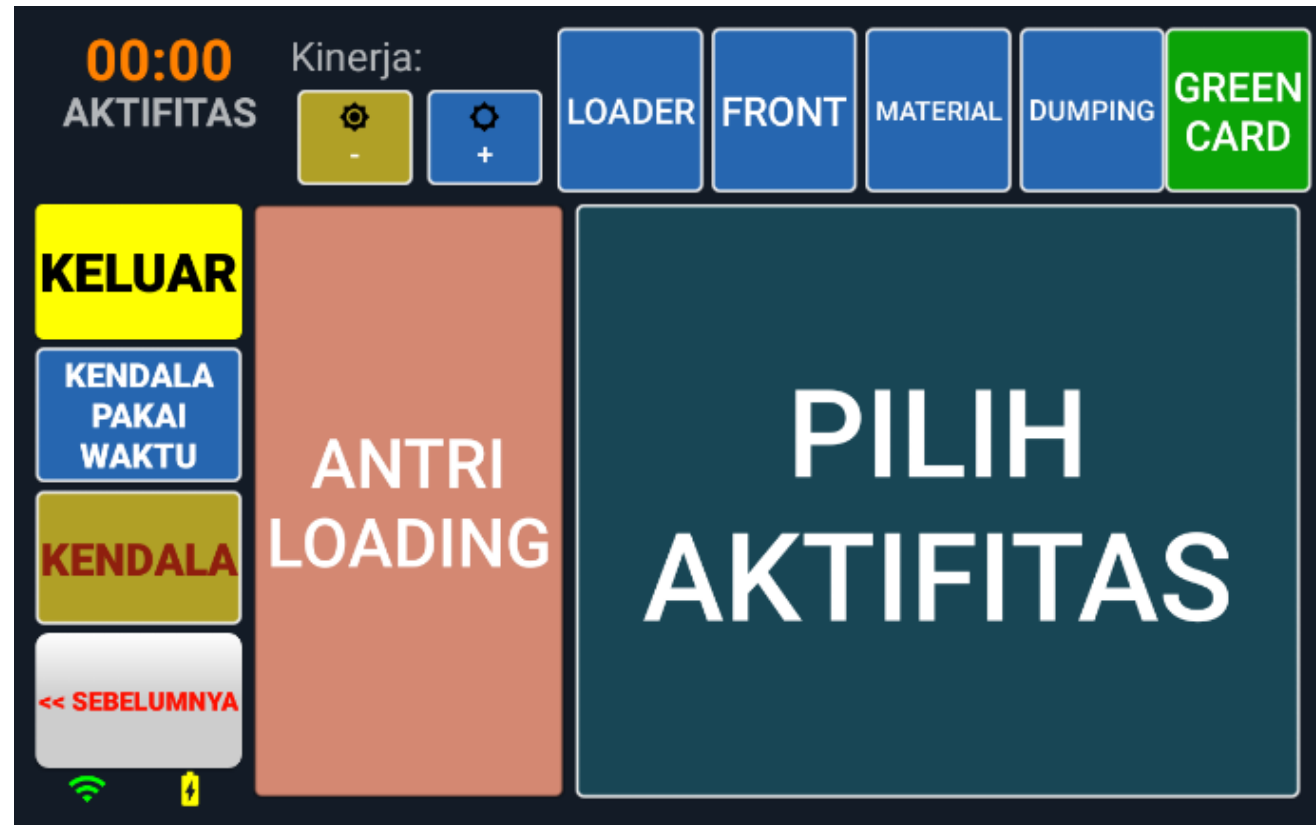 00:00
AKTIFITAS
Kinerja:
-
+
LOADER
FRONT
MATERIAL
DUMPING
GREEN
CARD
KELUAR
KENDALA
PAKAI
WAKTU
KENDALA
<< SEBELUMNYA
ANTRI
LOADING
PILIH
AKTIFITAS